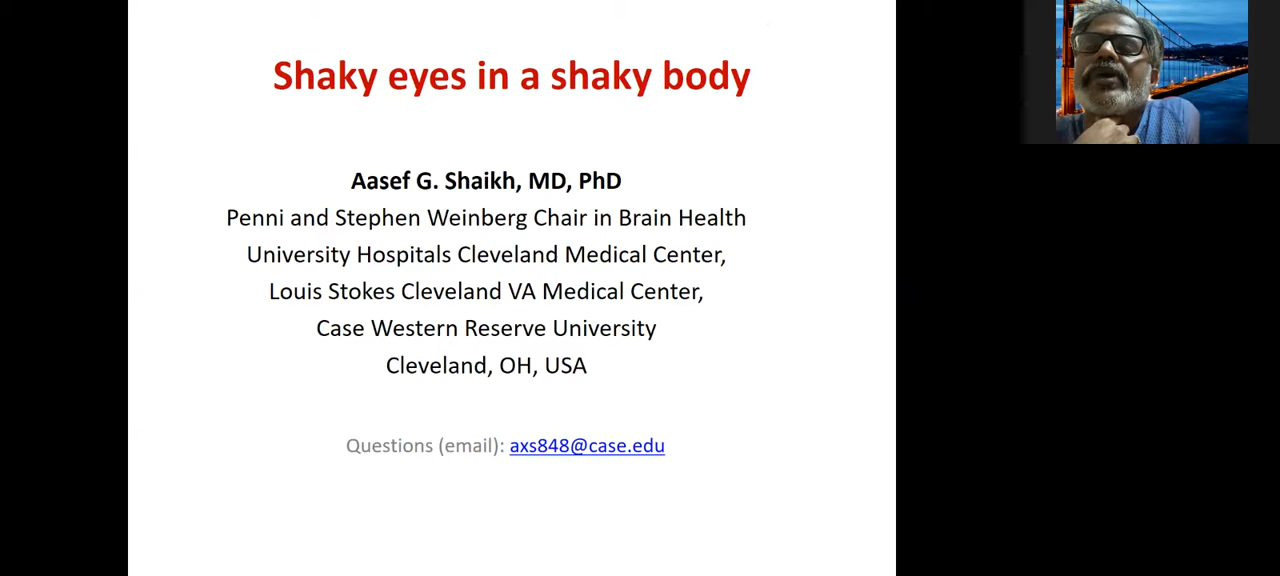 Shaky eyes in a shaky body
Aasef G. Shaikh, MD, PhD
Penni and Stephen Weinberg Chair in Brain Health
University Hospitals Cleveland Medical Center,
Louis Stokes Cleveland VA Medical Center,
Case Western Reserve University
Cleveland, OH, USA
Questions (email): axs848@case.edu